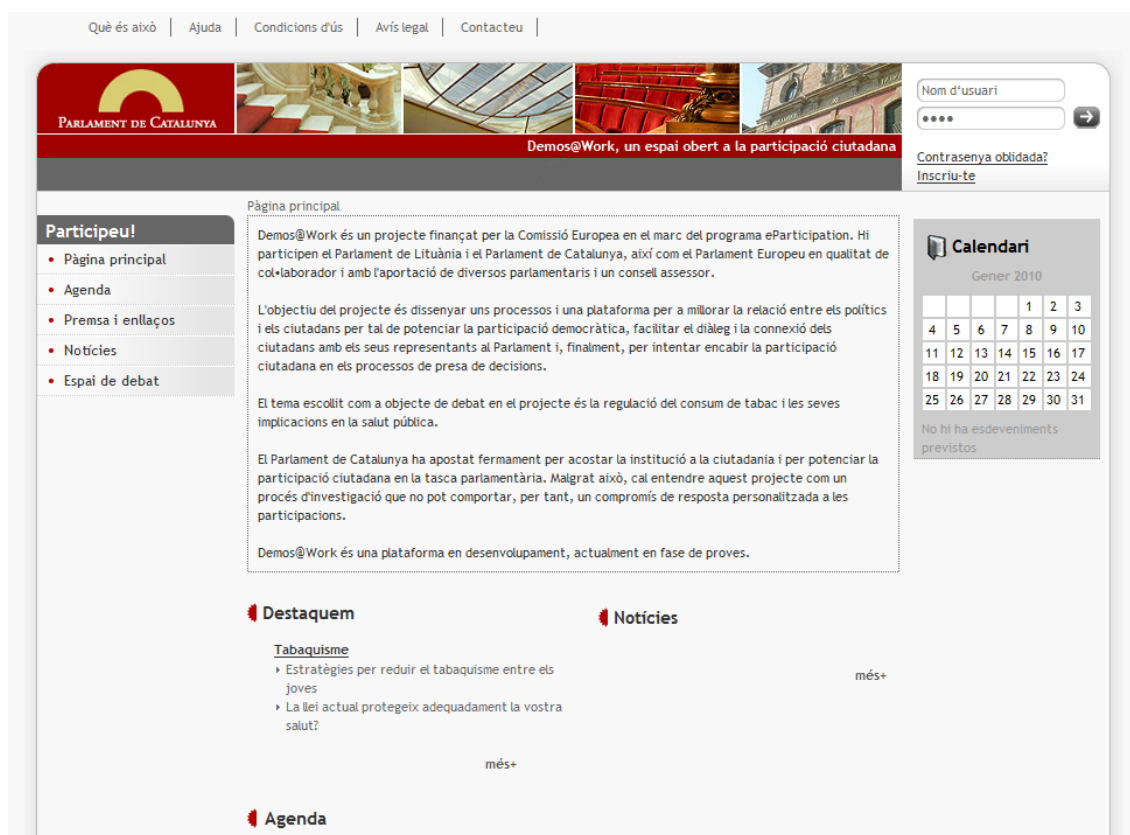 Què és això
Ajuda
Condicions d'ús
Avís legal
Contacteu
PARLAMENT DE CATALUNYA
Demos@Work, un espai obert a la participació ciutadana
Nom d'usuari
••••
Contrasenya oblidada?
Inscriu-te
Participeu!
• Pàgina principal
• Agenda
• Premsa i enllaços
• Notícies
• Espai de debat
Pàgina principal
Demos@Work és un projecte finançat per la Comissió Europea en el marc del programa eParticipation. Hi
participen el Parlament de Lituània i el Parlament de Catalunya, així com el Parlament Europeu en qualitat de
col•laborador i amb l'aportació de diversos parlamentaris i un consell assessor.
L'objectiu del projecte és dissenyar uns processos i una plataforma per a millorar la relació entre els polítics
i els ciutadans per tal de potenciar la participació democràtica, facilitar el diàleg i la connexió dels
ciutadans amb els seus representants al Parlament i, finalment, per intentar encabir la participació
ciutadana en els processos de presa de decisions.
El tema escollit com a objecte de debat en el projecte és la regulació del consum de tabac i les seves
implicacions en la salut pública.
El Parlament de Catalunya ha apostat fermament per acostar la institució a la ciutadania i per potenciar la
participació ciutadana en la tasca parlamentària. Malgrat això, cal entendre aquest projecte com un
procés d'investigació que no pot comportar, per tant, un compromís de resposta personalitzada a les
participacions.
Demos@Work és una plataforma en desenvolupament, actualment en fase de proves.
Calendari
Gener 2010
1 2 3
4 5 6 7 8 9 10
11 12 13 14 15 16 17
18 19 20 21 22 23 24
25 26 27 28 29 30 31
No hi ha esdeveniments
previstos
Destaquem
Tabaquisme
Estratègies per reduir el tabaquisme entre els
joves
La llei actual protegeix adequadament la vostra
salut?
més+
Notícies
més+
Agenda